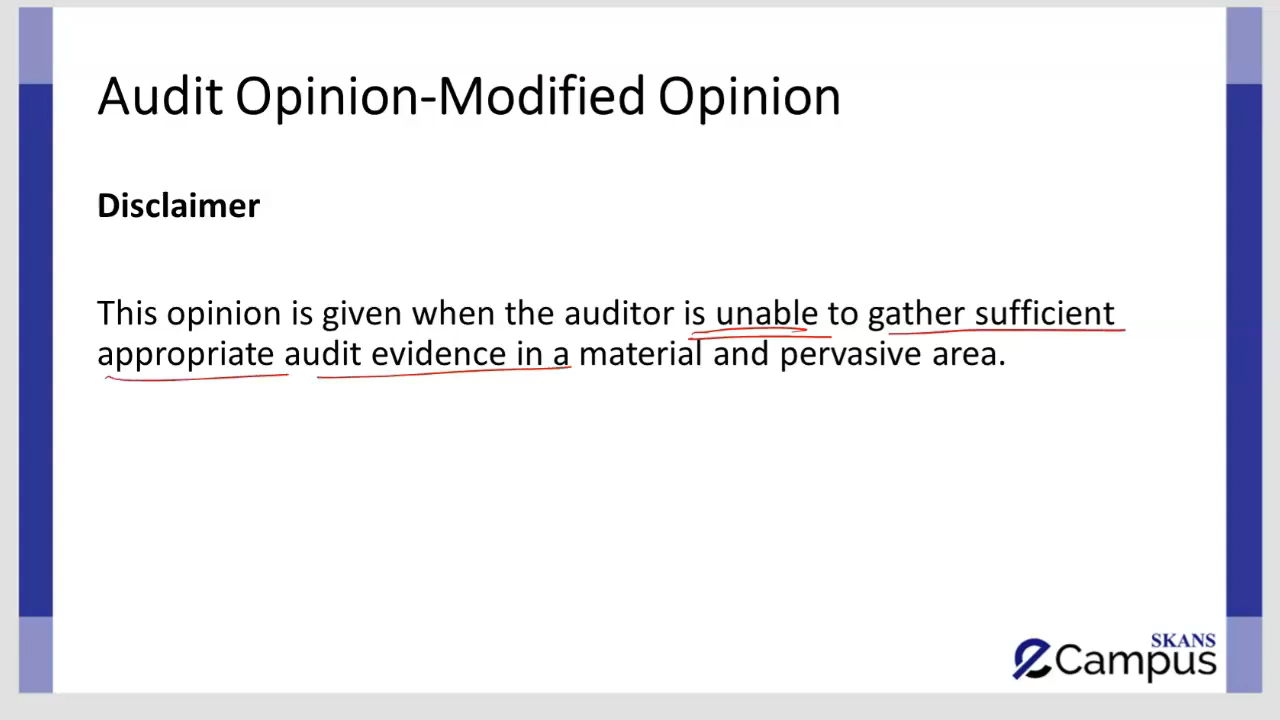 Audit Opinion-Modified Opinion
Disclaimer
This opinion is given when the auditor is unable to gather sufficient
appropriate audit evidence in a material and pervasive area.
SKANS
eCampus